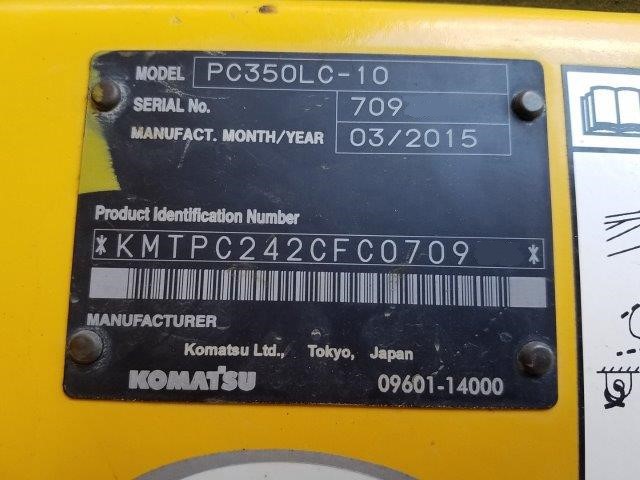 MODEL PC350LC-10
SERIAL No. 709
MANUFACT. MONTH/YEAR 03/2015
Product Identification Number
*KMTPC242CFC0709 *
MANUFACTURER
Komatsu Ltd., Tokyo, Japan
KOMATSU 09601-14000